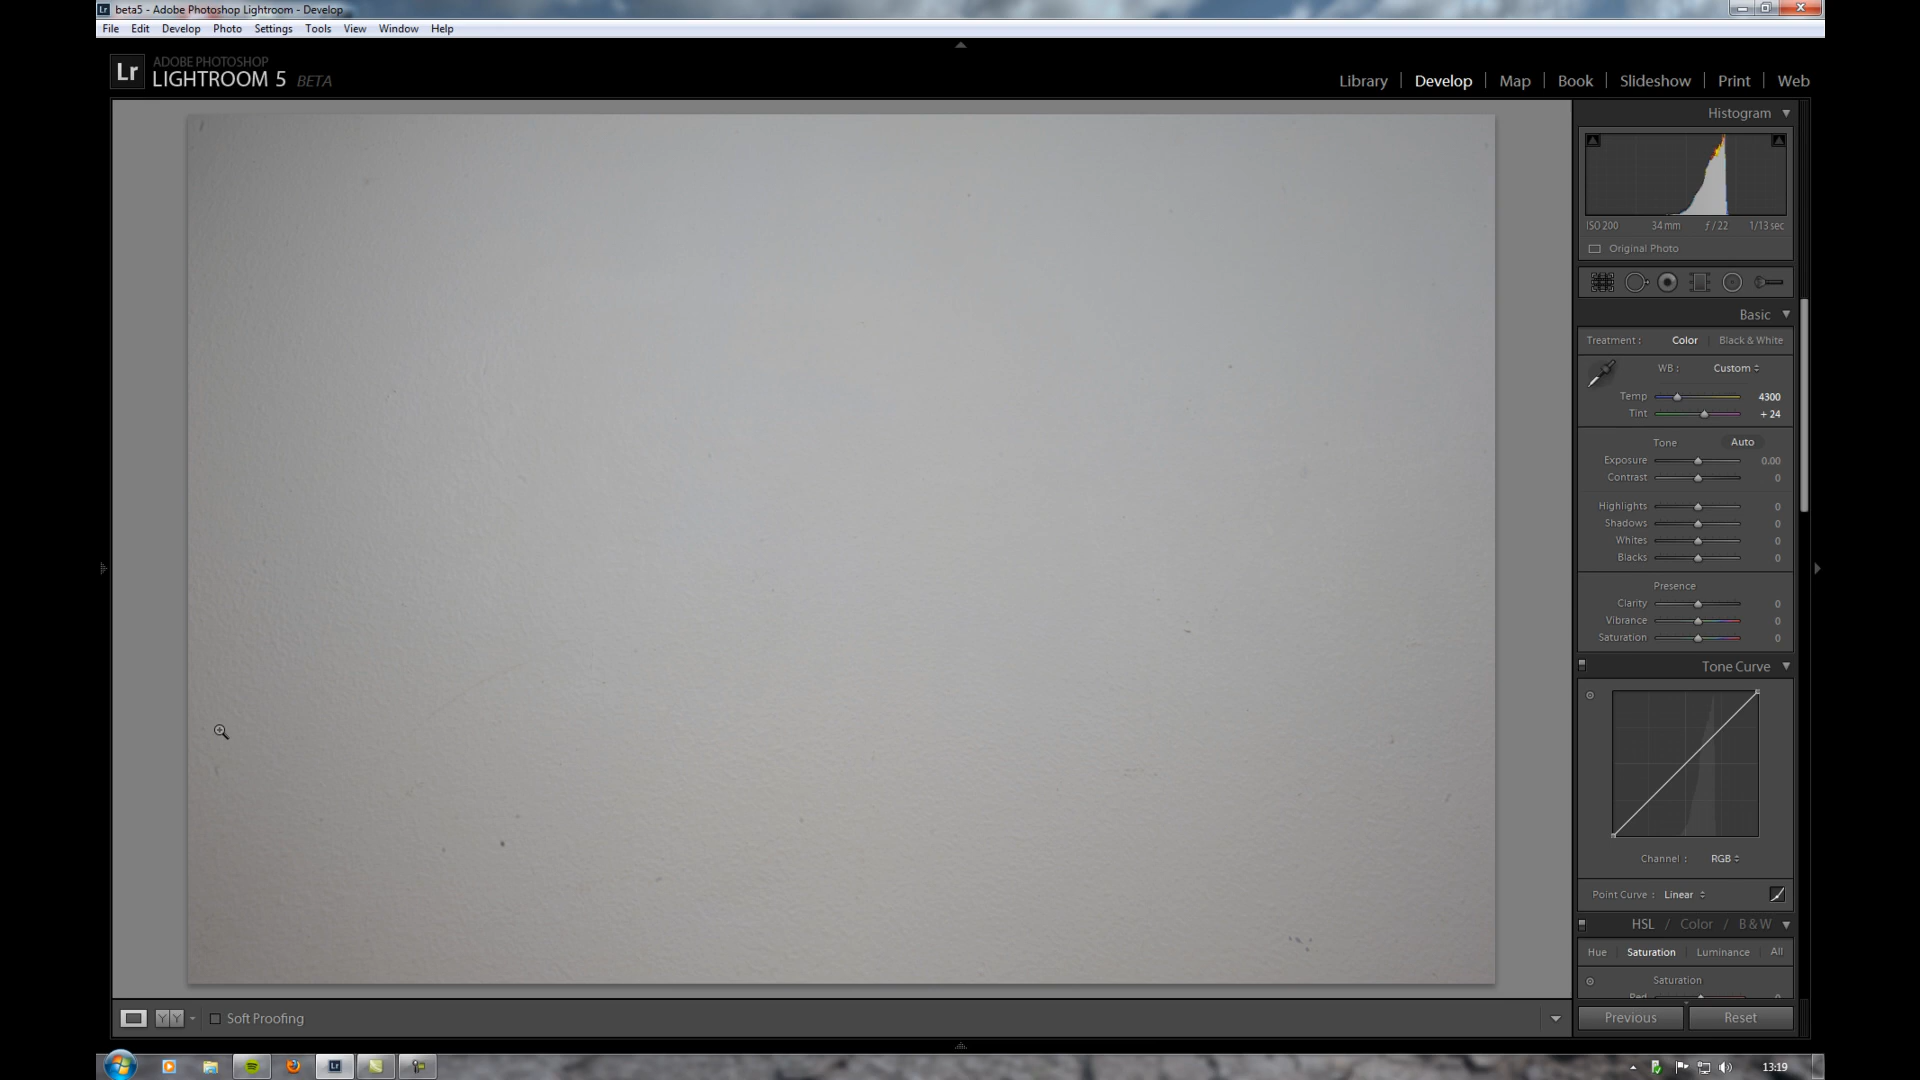 beta5 - Adobe Photoshop Lightroom - Develop
File Edit Develop Photo Settings Tools View Window Help
Lr ADOBE PHOTOSHOP
LIGHTROOM 5 BETA
Library | Develop | Map | Book | Slideshow | Print | Web
Histogram
ISO 200 34 mm ƒ / 22 1/13 sec
Original Photo
Basic
Treatment : Color Black & White
WB : Custom
Temp 4300
Tint + 24
Tone Auto
Exposure 0.00
Contrast 0
Highlights 0
Shadows 0
Whites 0
Blacks 0
Presence
Clarity 0
Vibrance 0
Saturation 0
Tone Curve
Channel : RGB
Point Curve : Linear
HSL / Color / B & W
Hue Saturation Luminance All
Saturation
Red 0
Y Y Soft Proofing
Previous Reset
Lr
13:19